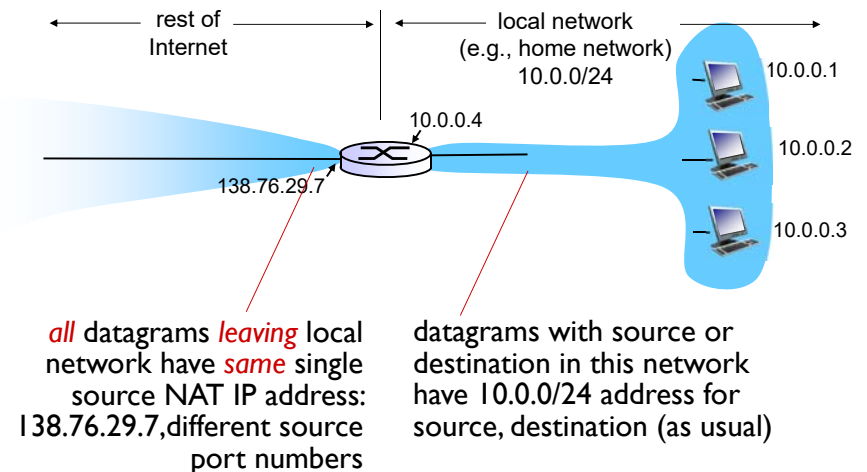 rest of
Internet
local network
(e.g., home network)
10.0.0/24
10.0.0.1
10.0.0.4
10.0.0.2
138.76.29.7
10.0.0.3
all datagrams leaving local
network have same single
source NAT IP address:
138.76.29.7,different source
port numbers
datagrams with source or
destination in this network
have 10.0.0/24 address for
source, destination (as usual)